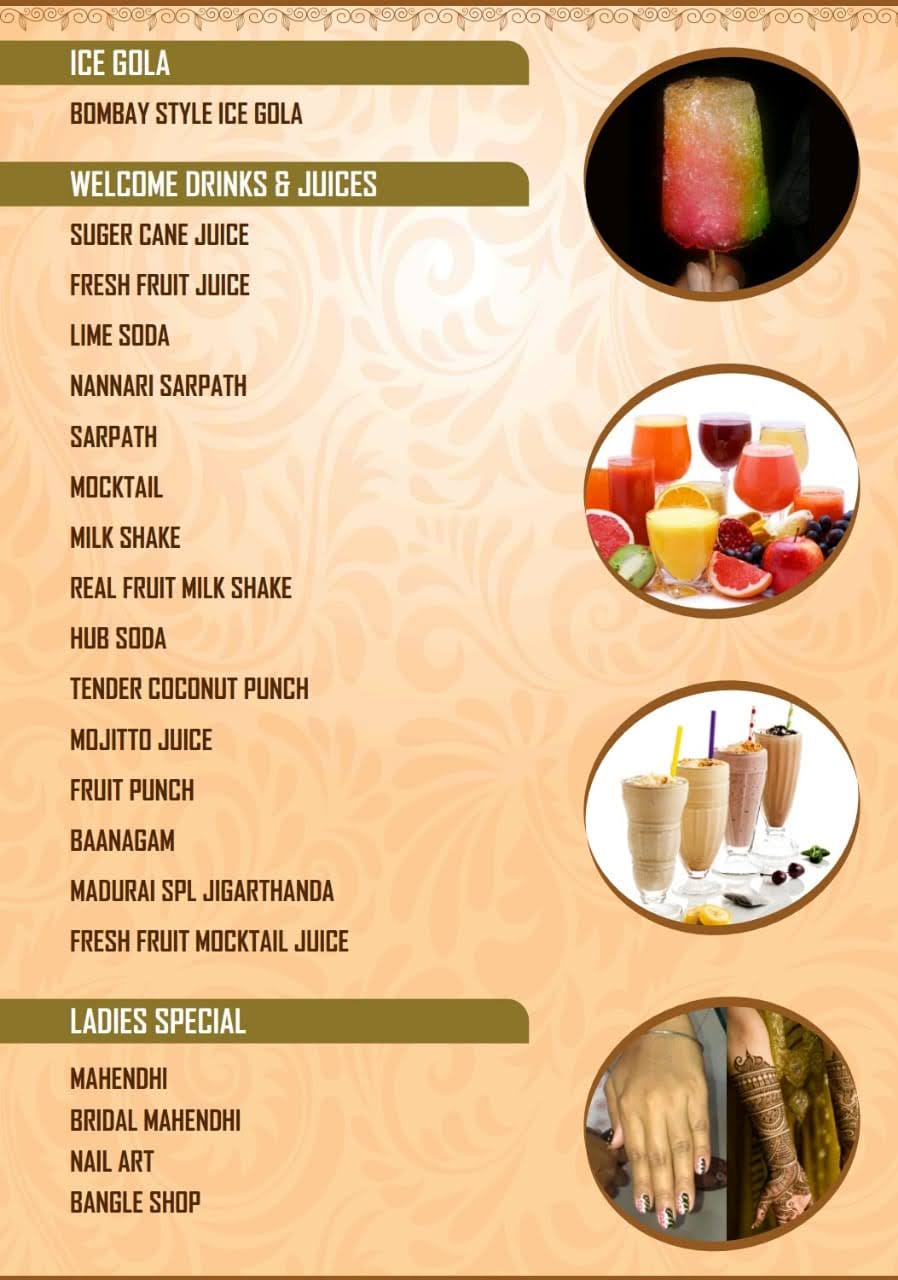 ICE GOLA
BOMBAY STYLE ICE GOLA
WELCOME DRINKS & JUICES
SUGER CANE JUICE
FRESH FRUIT JUICE
LIME SODA
NANNARI SARPATH
SARPATH
MOCKTAIL
MILK SHAKE
REAL FRUIT MILK SHAKE
HUB SODA
TENDER COCONUT PUNCH
MOJITTO JUICE
FRUIT PUNCH
BAANAGAM
MADURAI SPL JIGARTHANDA
FRESH FRUIT MOCKTAIL JUICE
LADIES SPECIAL
MAHENDHI
BRIDAL MAHENDHI
NAIL ART
BANGLE SHOP